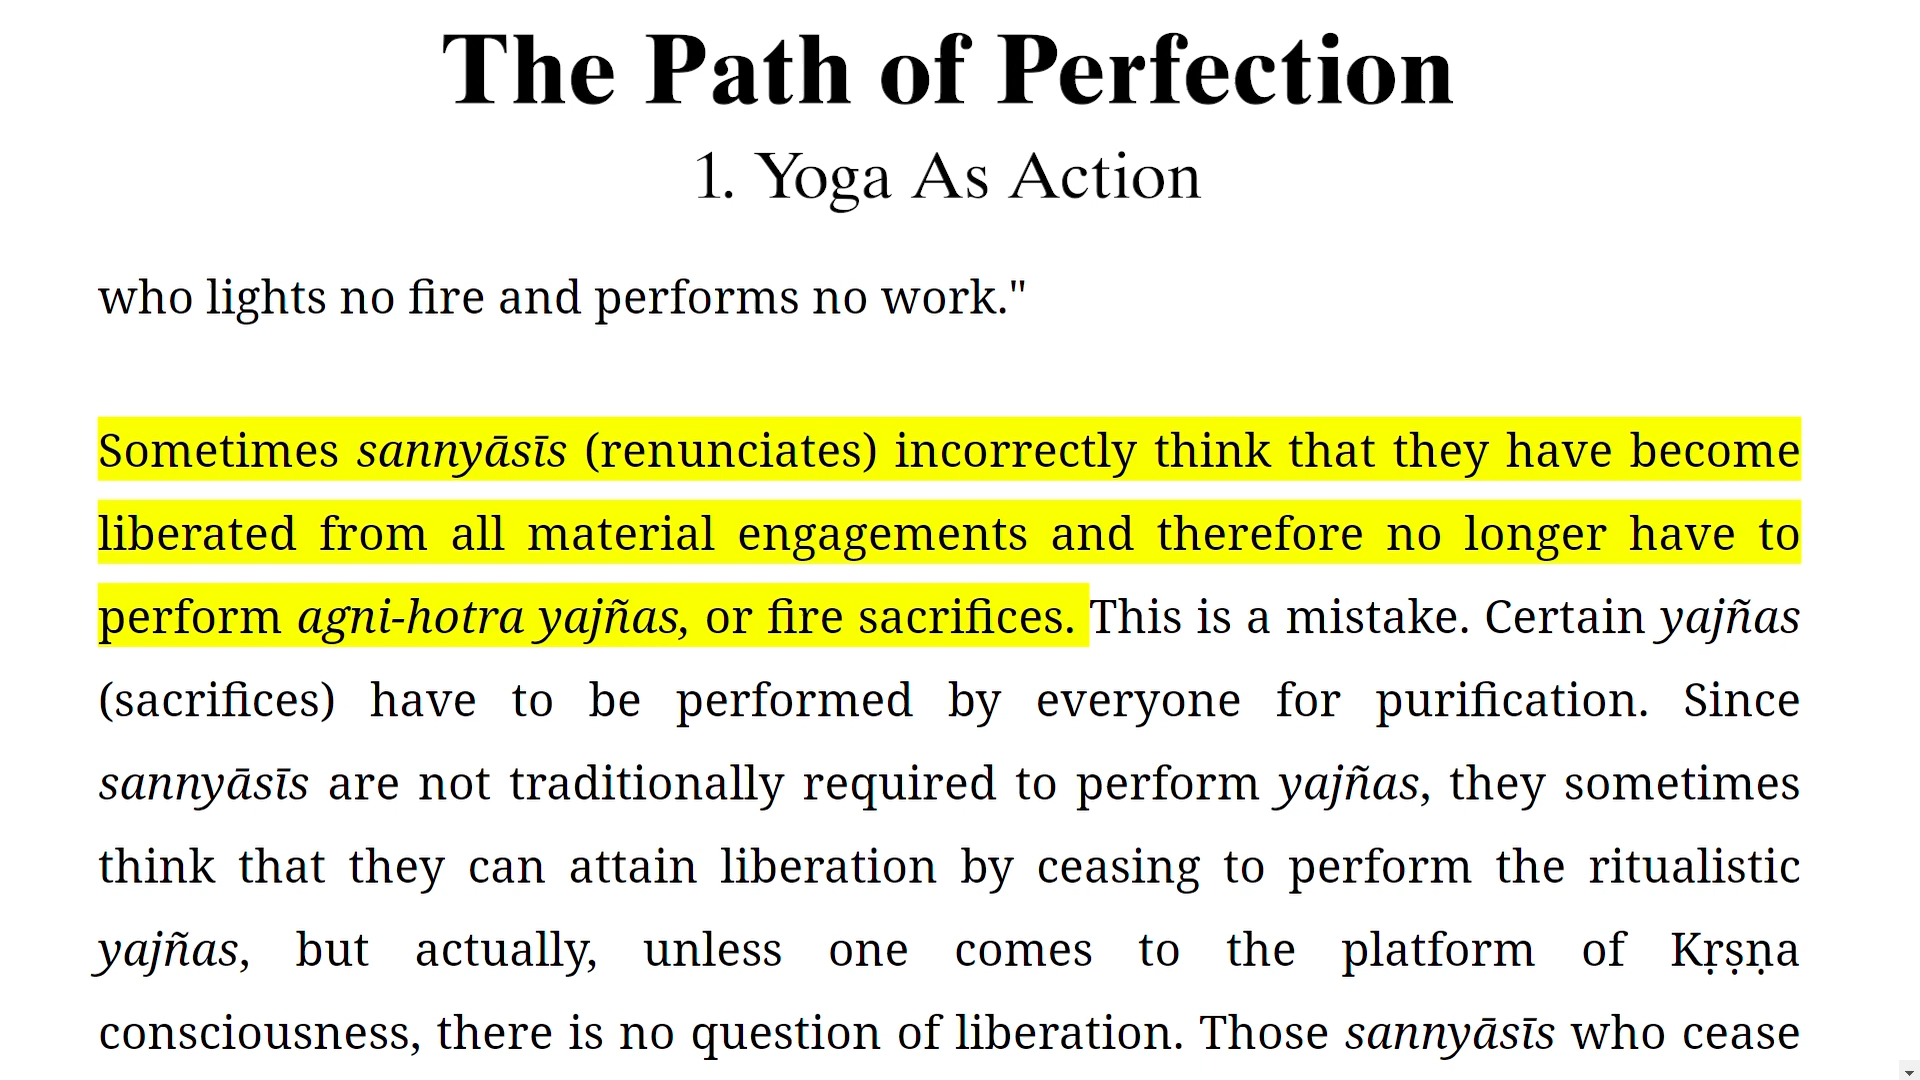 The Path of Perfection
1. Yoga As Action
who lights no fire and performs no work."
Sometimes sannyāsīs (renunciates) incorrectly think that they have become
liberated from all material engagements and therefore no longer have to
perform agni-hotra yajñas, or fire sacrifices. This is a mistake. Certain yajñas
(sacrifices) have to be performed by everyone for purification. Since
sannyāsīs are not traditionally required to perform yajñas, they sometimes
think that they can attain liberation by ceasing to perform the ritualistic
yajñas, but actually, unless one comes to the platform of Kṛṣṇa
consciousness, there is no question of liberation. Those sannyāsīs who cease